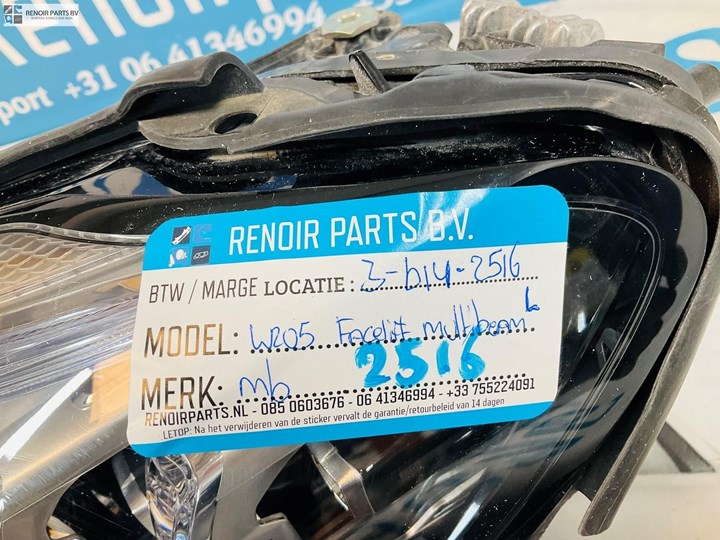 RENOIR PARTS BV
RENOIR
port +31 06 41346994
RENOIR PARTS B.V.
BTW / MARGE LOCATIE: 3-b14-2516
MODEL: W205 Facelift multibeam L
2516
MERK: mb
RENOIRPARTS.NL - 085 0603676 - 06 41346994 - +33 755224091
LETOP: Na het verwijderen van de sticker vervalt de garantie/retourbeleid van 14 dagen